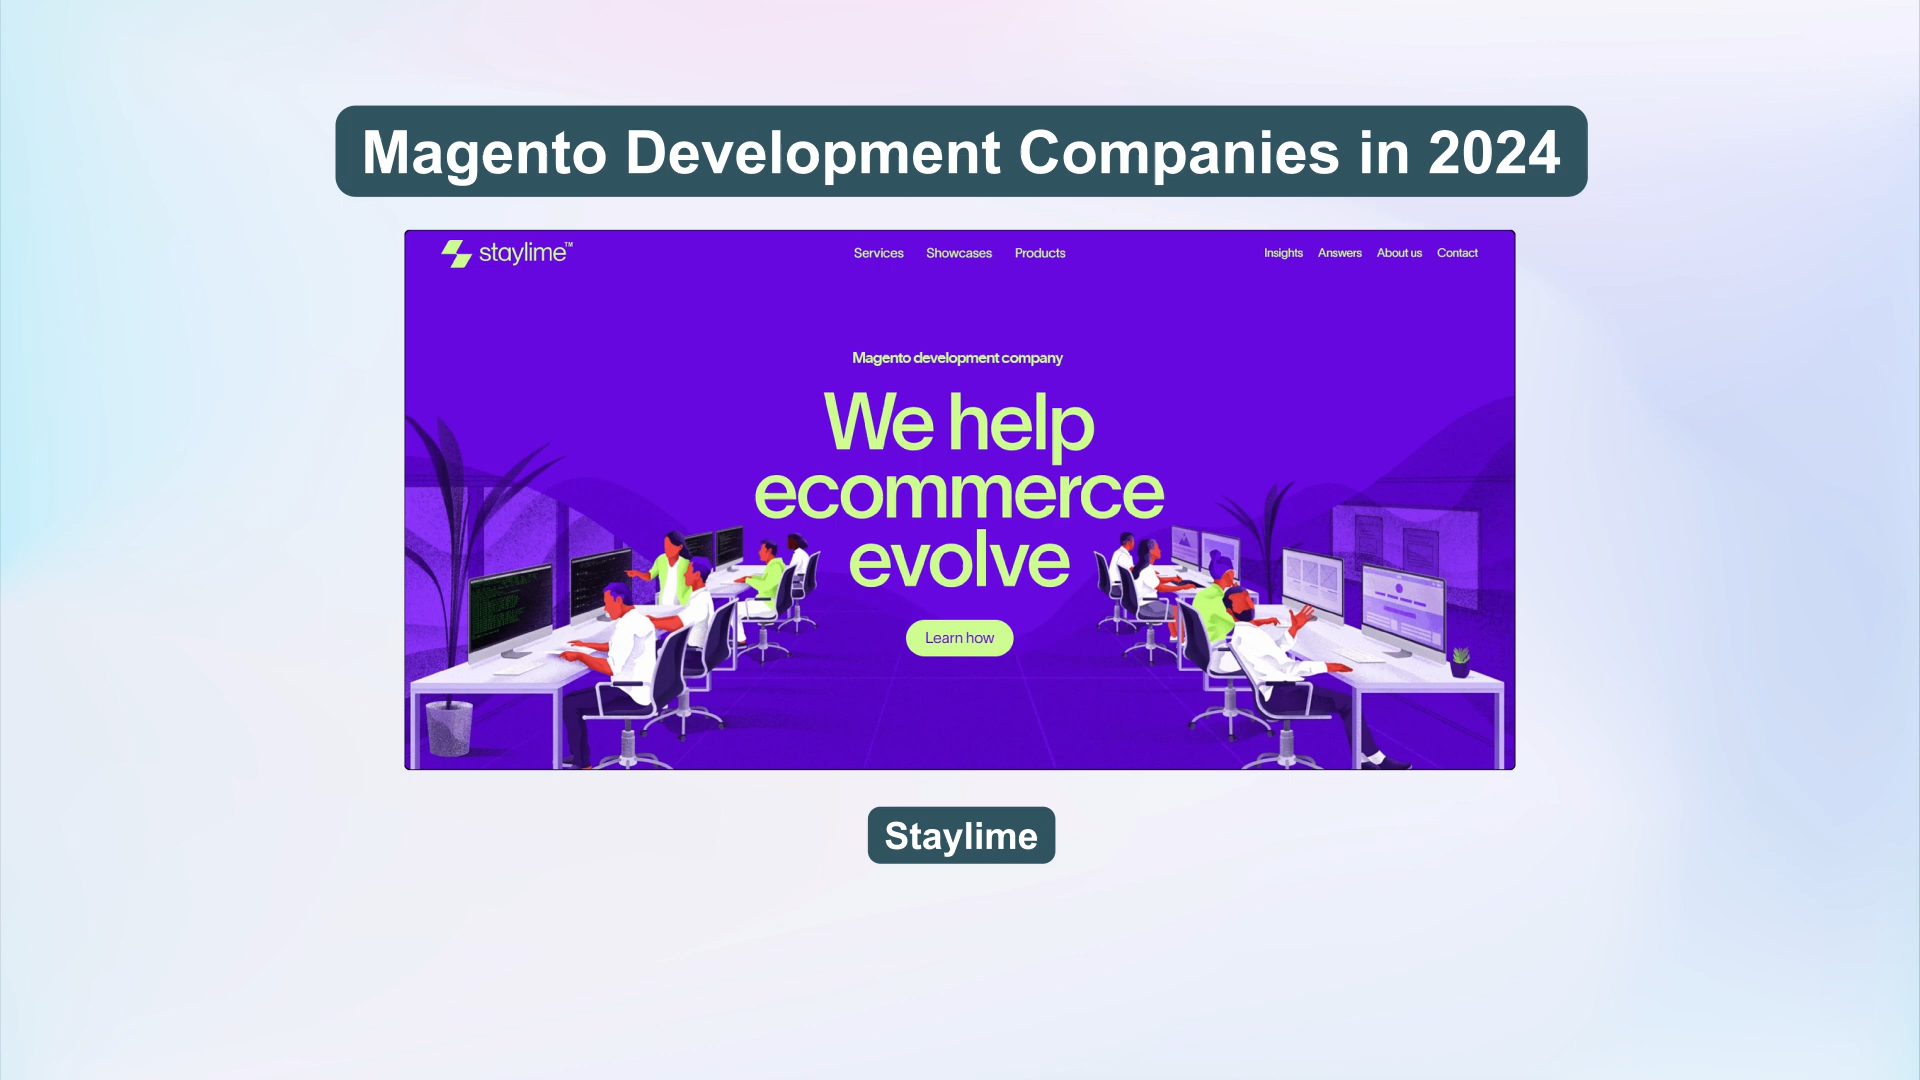 Magento Development Companies in 2024
staylime™
Services Showcases Products
Insights Answers About us Contact
Magento development company
We help
ecommerce
evolve
Learn how
Staylime